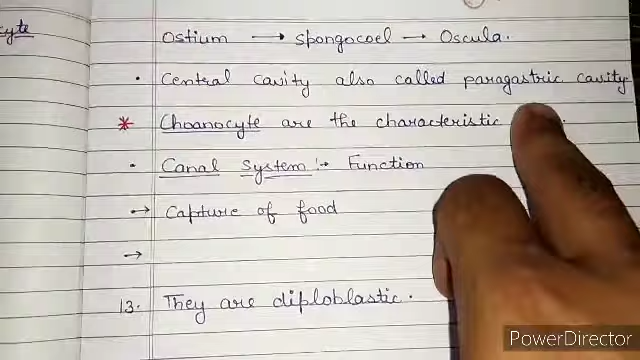 cyte
Ostium → Spongocoel → Oscula.
• Central cavity also called paragastric cavity
* Choanocyte are the characteristic
• Canal System :→ Function
→ Capture of food
→
13. They are diploblastic.
PowerDirector